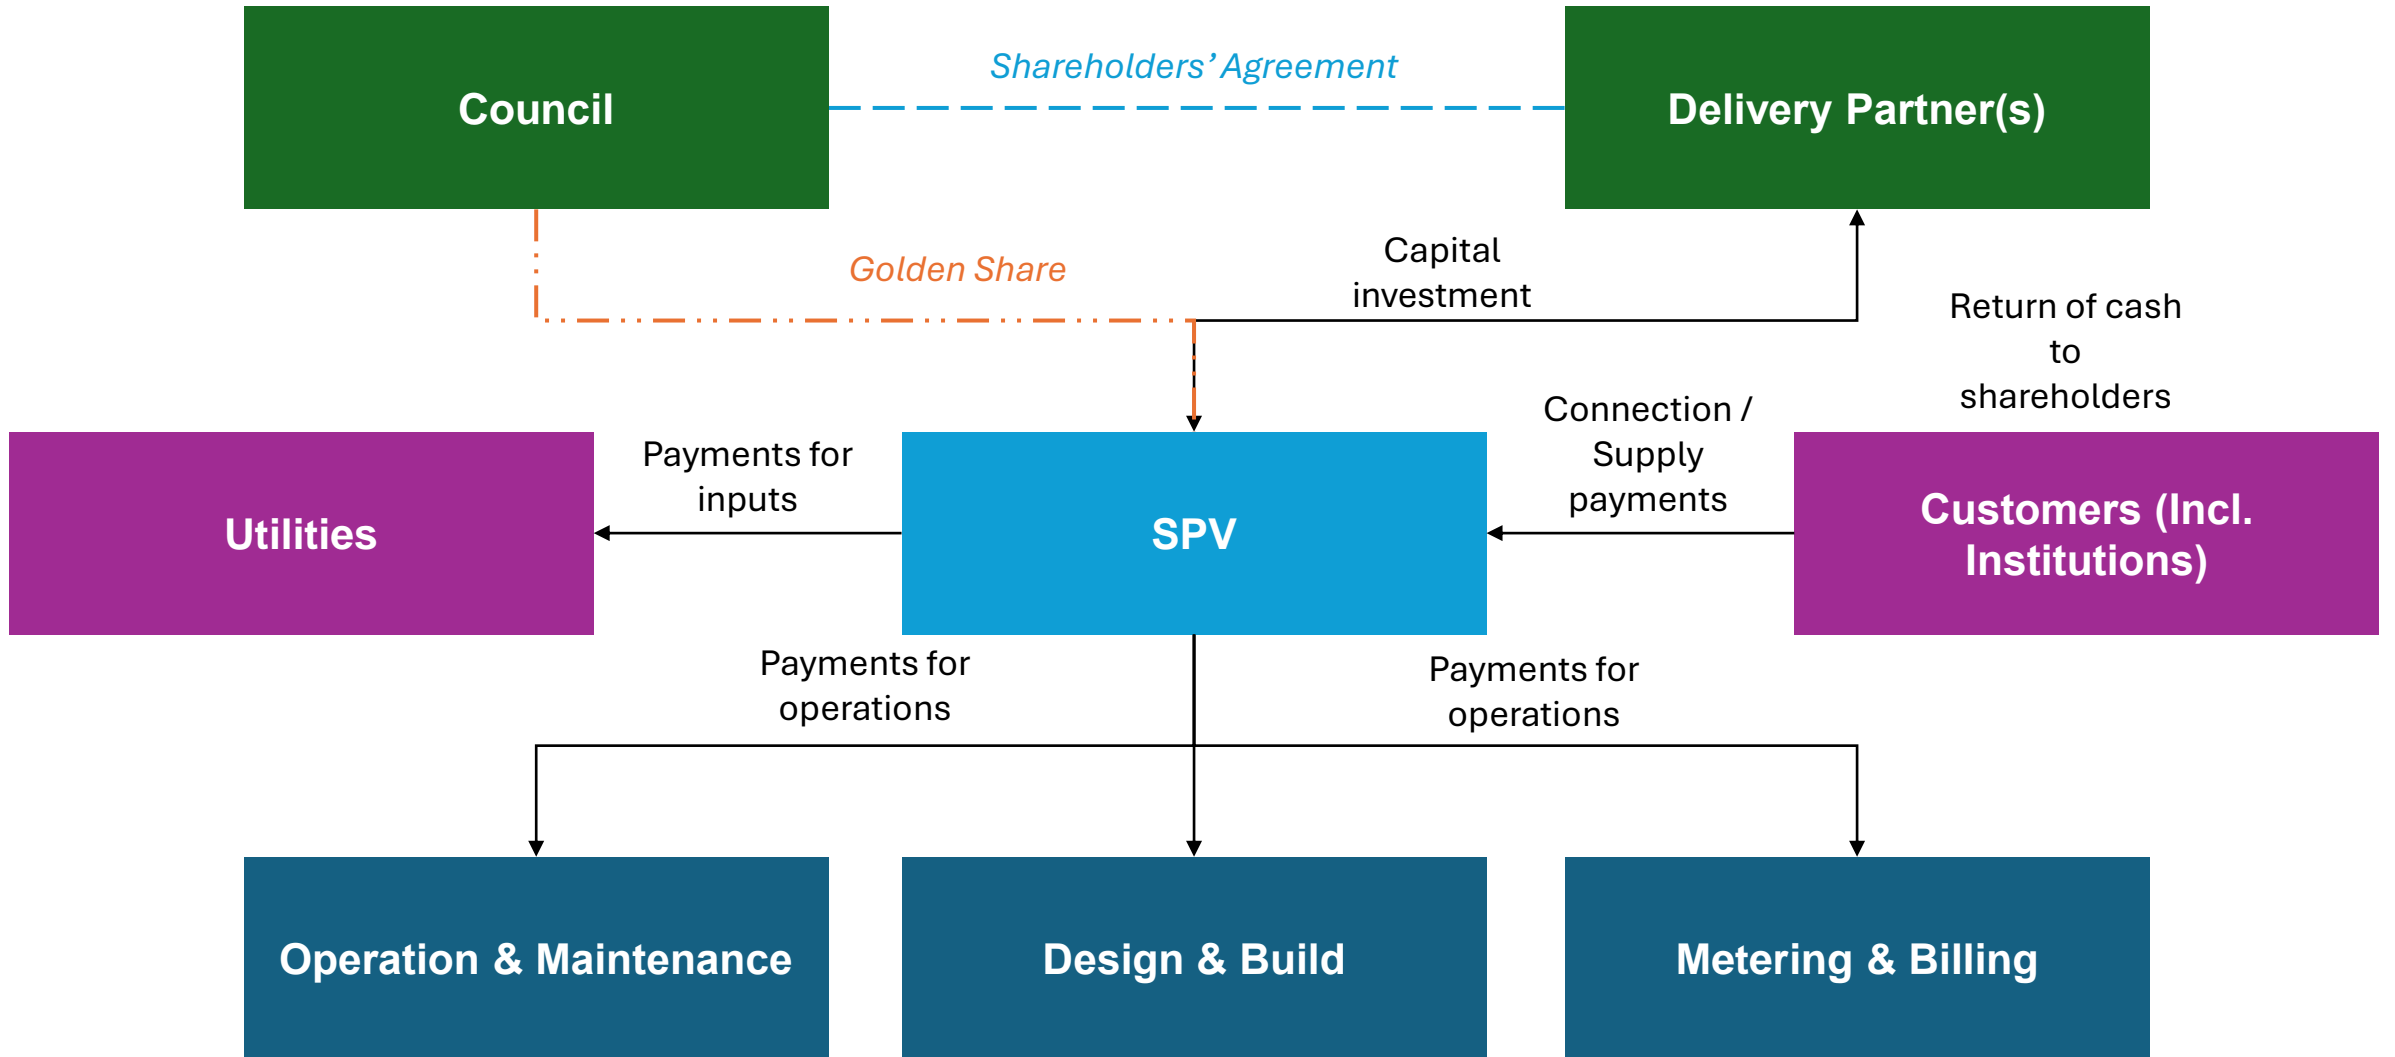 Council
Shareholders’ Agreement
Delivery Partner(s)
Golden Share
Capital
investment
Return of cash
to
shareholders
Utilities
Payments for
inputs
SPV
Connection /
Supply
payments
Customers (Incl.
Institutions)
Payments for
operations
Payments for
operations
Operation & Maintenance
Design & Build
Metering & Billing